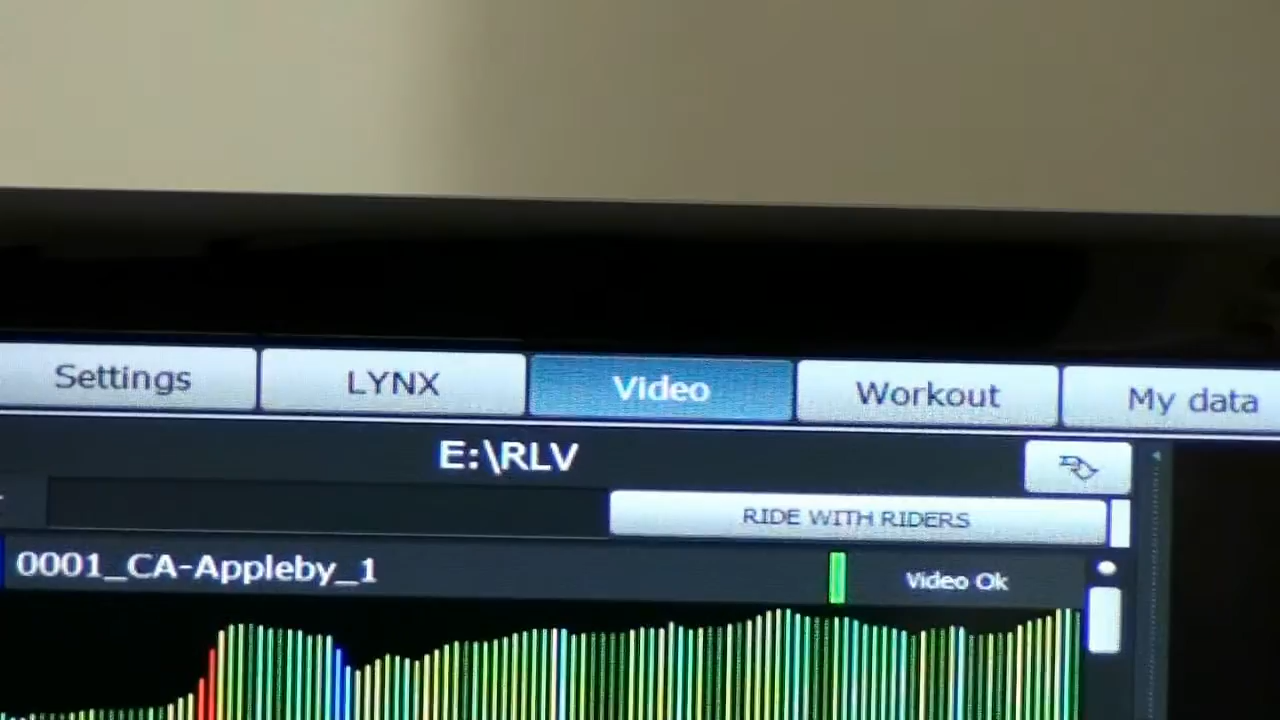 Settings LYNX Video Workout My data
E:\RLV
RIDE WITH RIDERS
0001_CA-Appleby_1 Video Ok